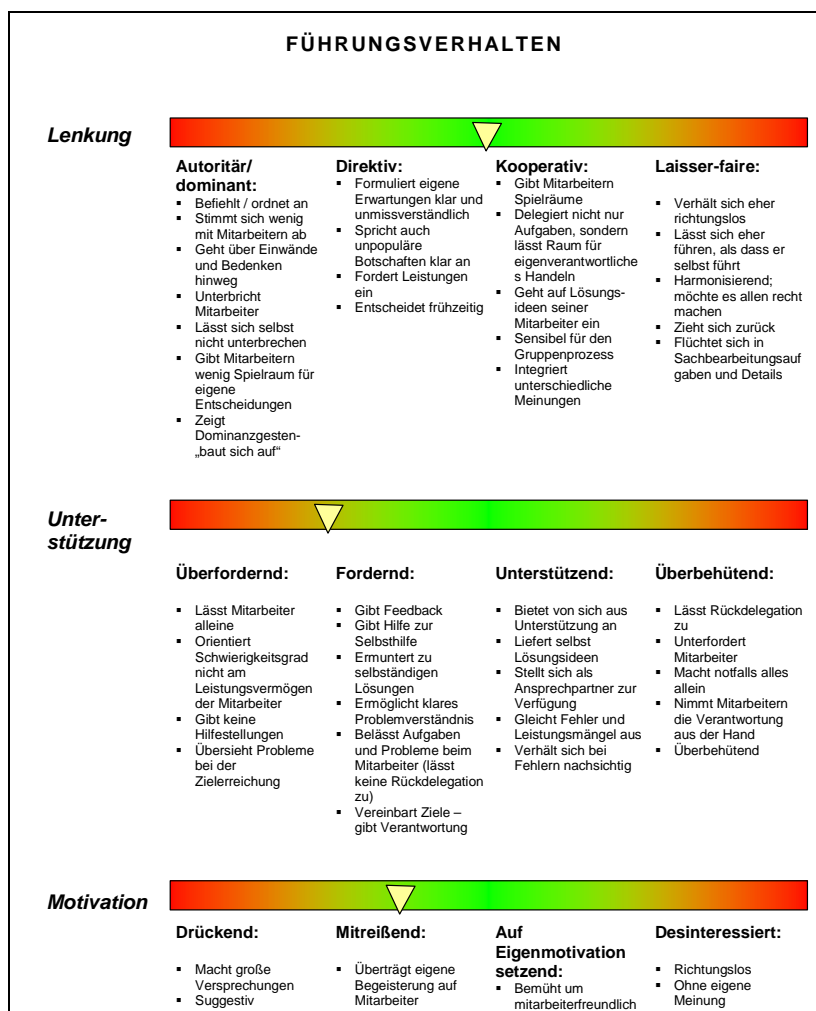 FÜHRUNGSVERHALTEN
Lenkung
Autoritär/
dominant:
▪ Befiehlt / ordnet an
▪ Stimmt sich wenig
mit Mitarbeitern ab
▪ Geht über Einwände
und Bedenken
hinweg
▪ Unterbricht
Mitarbeiter
▪ Lässt sich selbst
nicht unterbrechen
▪ Gibt Mitarbeitern
wenig Spielraum für
eigene
Entscheidungen
▪ Zeigt
Dominanzgesten-
„baut sich auf“
Direktiv:
▪ Formuliert eigene
Erwartungen klar und
unmissverständlich
▪ Spricht auch
unpopuläre
Botschaften klar an
▪ Fordert Leistungen
ein
▪ Entscheidet frühzeitig
Kooperativ:
▪ Gibt Mitarbeitern
Spielräume
▪ Delegiert nicht nur
Aufgaben, sondern
lässt Raum für
eigenverantwortliche
s Handeln
▪ Geht auf Lösungs-
ideen seiner
Mitarbeiter ein
▪ Sensibel für den
Gruppenprozess
▪ Integriert
unterschiedliche
Meinungen
Laisser-faire:
▪ Verhält sich eher
richtungslos
▪ Lässt sich eher
führen, als dass er
selbst führt
▪ Harmonisierend;
möchte es allen recht
machen
▪ Zieht sich zurück
▪ Flüchtet sich in
Sachbearbeitungsauf
gaben und Details
Unter-
stützung
Überfordernd:
▪ Lässt Mitarbeiter
alleine
▪ Orientiert
Schwierigkeitsgrad
nicht am
Leistungsvermögen
der Mitarbeiter
▪ Gibt keine
Hilfestellungen
▪ Übersieht Probleme
bei der
Zielerreichung
Fordernd:
▪ Gibt Feedback
▪ Gibt Hilfe zur
Selbsthilfe
▪ Ermuntert zu
selbständigen
Lösungen
▪ Ermöglicht klares
Problemverständnis
▪ Belässt Aufgaben
und Probleme beim
Mitarbeiter (lässt
keine Rückdelegation
zu)
▪ Vereinbart Ziele –
gibt Verantwortung
Unterstützend:
▪ Bietet von sich aus
Unterstützung an
▪ Liefert selbst
Lösungsideen
▪ Stellt sich als
Ansprechpartner zur
Verfügung
▪ Gleicht Fehler und
Leistungsmängel aus
▪ Verhält sich bei
Fehlern nachsichtig
Überbehütend:
▪ Lässt Rückdelegation
zu
▪ Unterfordert
Mitarbeiter
▪ Macht notfalls alles
allein
▪ Nimmt Mitarbeitern
die Verantwortung
aus der Hand
▪ Überbehütend
Motivation
Drückend:
▪ Macht große
Versprechungen
▪ Suggestiv
Mitreißend:
▪ Überträgt eigene
Begeisterung auf
Mitarbeiter
Auf
Eigenmotivation
setzend:
▪ Bemüht um
mitarbeiterfreundlich
Desinteressiert:
▪ Richtungslos
▪ Ohne eigene
Meinung